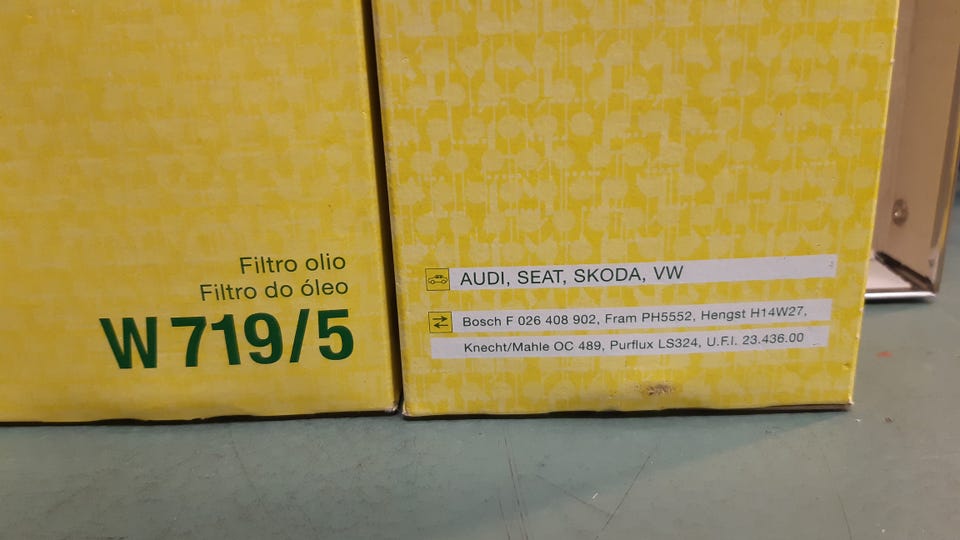 Filtro olio
Filtro do óleo
W 719/5
AUDI, SEAT, SKODA, VW
Bosch F 026 408 902, Fram PH5552, Hengst H14W27,
Knecht/Mahle OC 489, Purflux LS324, U.F.I. 23.436.00